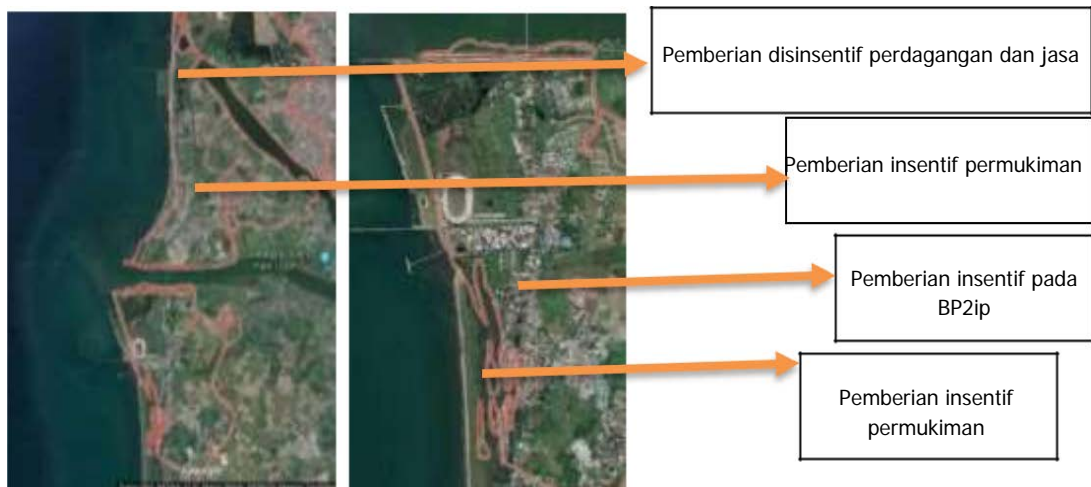 Pemberian disinsentif perdagangan dan jasa
Pemberian insentif permukiman
Pemberian insentif pada
BP2ip
Pemberian insentif
permukiman